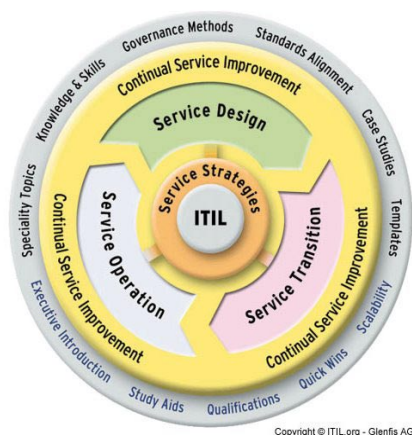 Governance Methods
Standards Alignment
Case Studies
Templates
Scalability
Quick Wins
Qualifications
Study Aids
Executive Introduction
Speciality Topics
Knowledge & Skills
Continual Service Improvement
Continual Service Improvement
Continual Service Improvement
Service Design
Service Transition
Service Operation
Service Strategies
ITIL
Copyright © ITIL.org - Glenfis AG